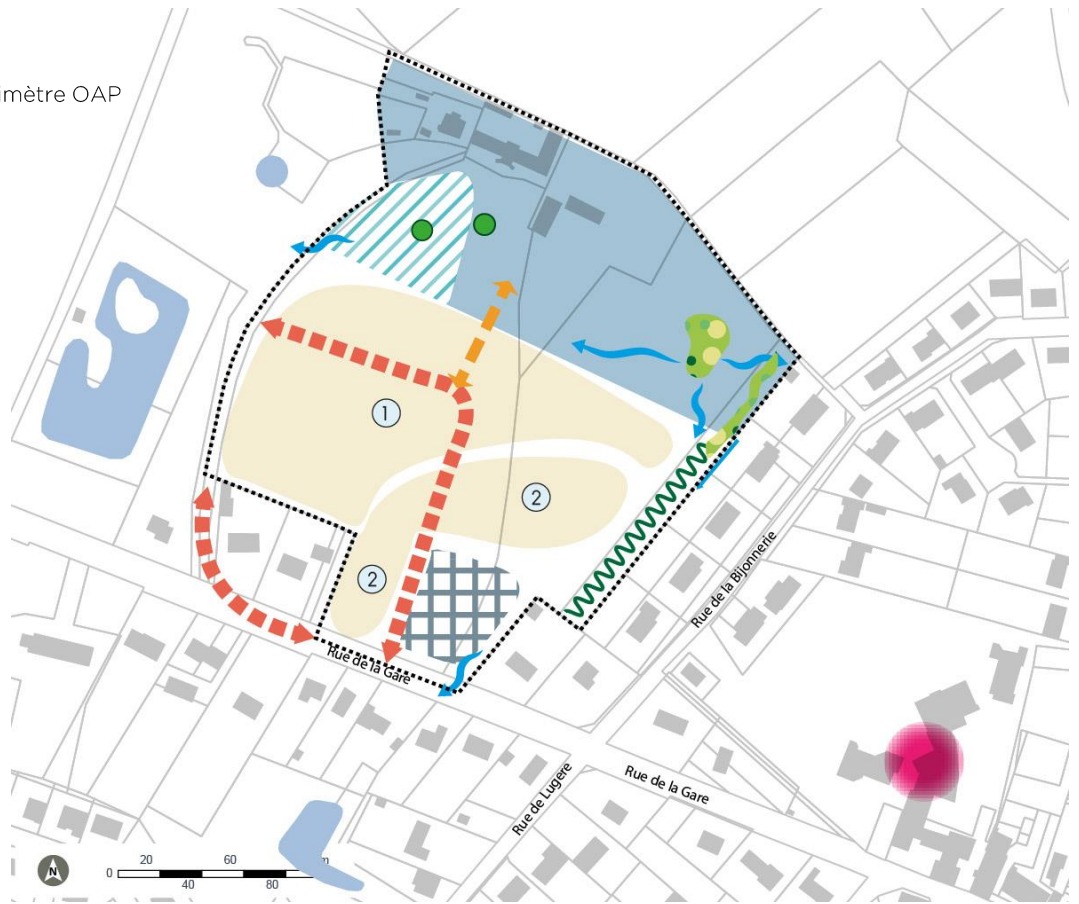 imètre OAP
1
2
2
Rue de la Bijonnerie
Rue de la Gare
Rue de la Gare
Rue de Lugère
N
0 20 40 60 80 m